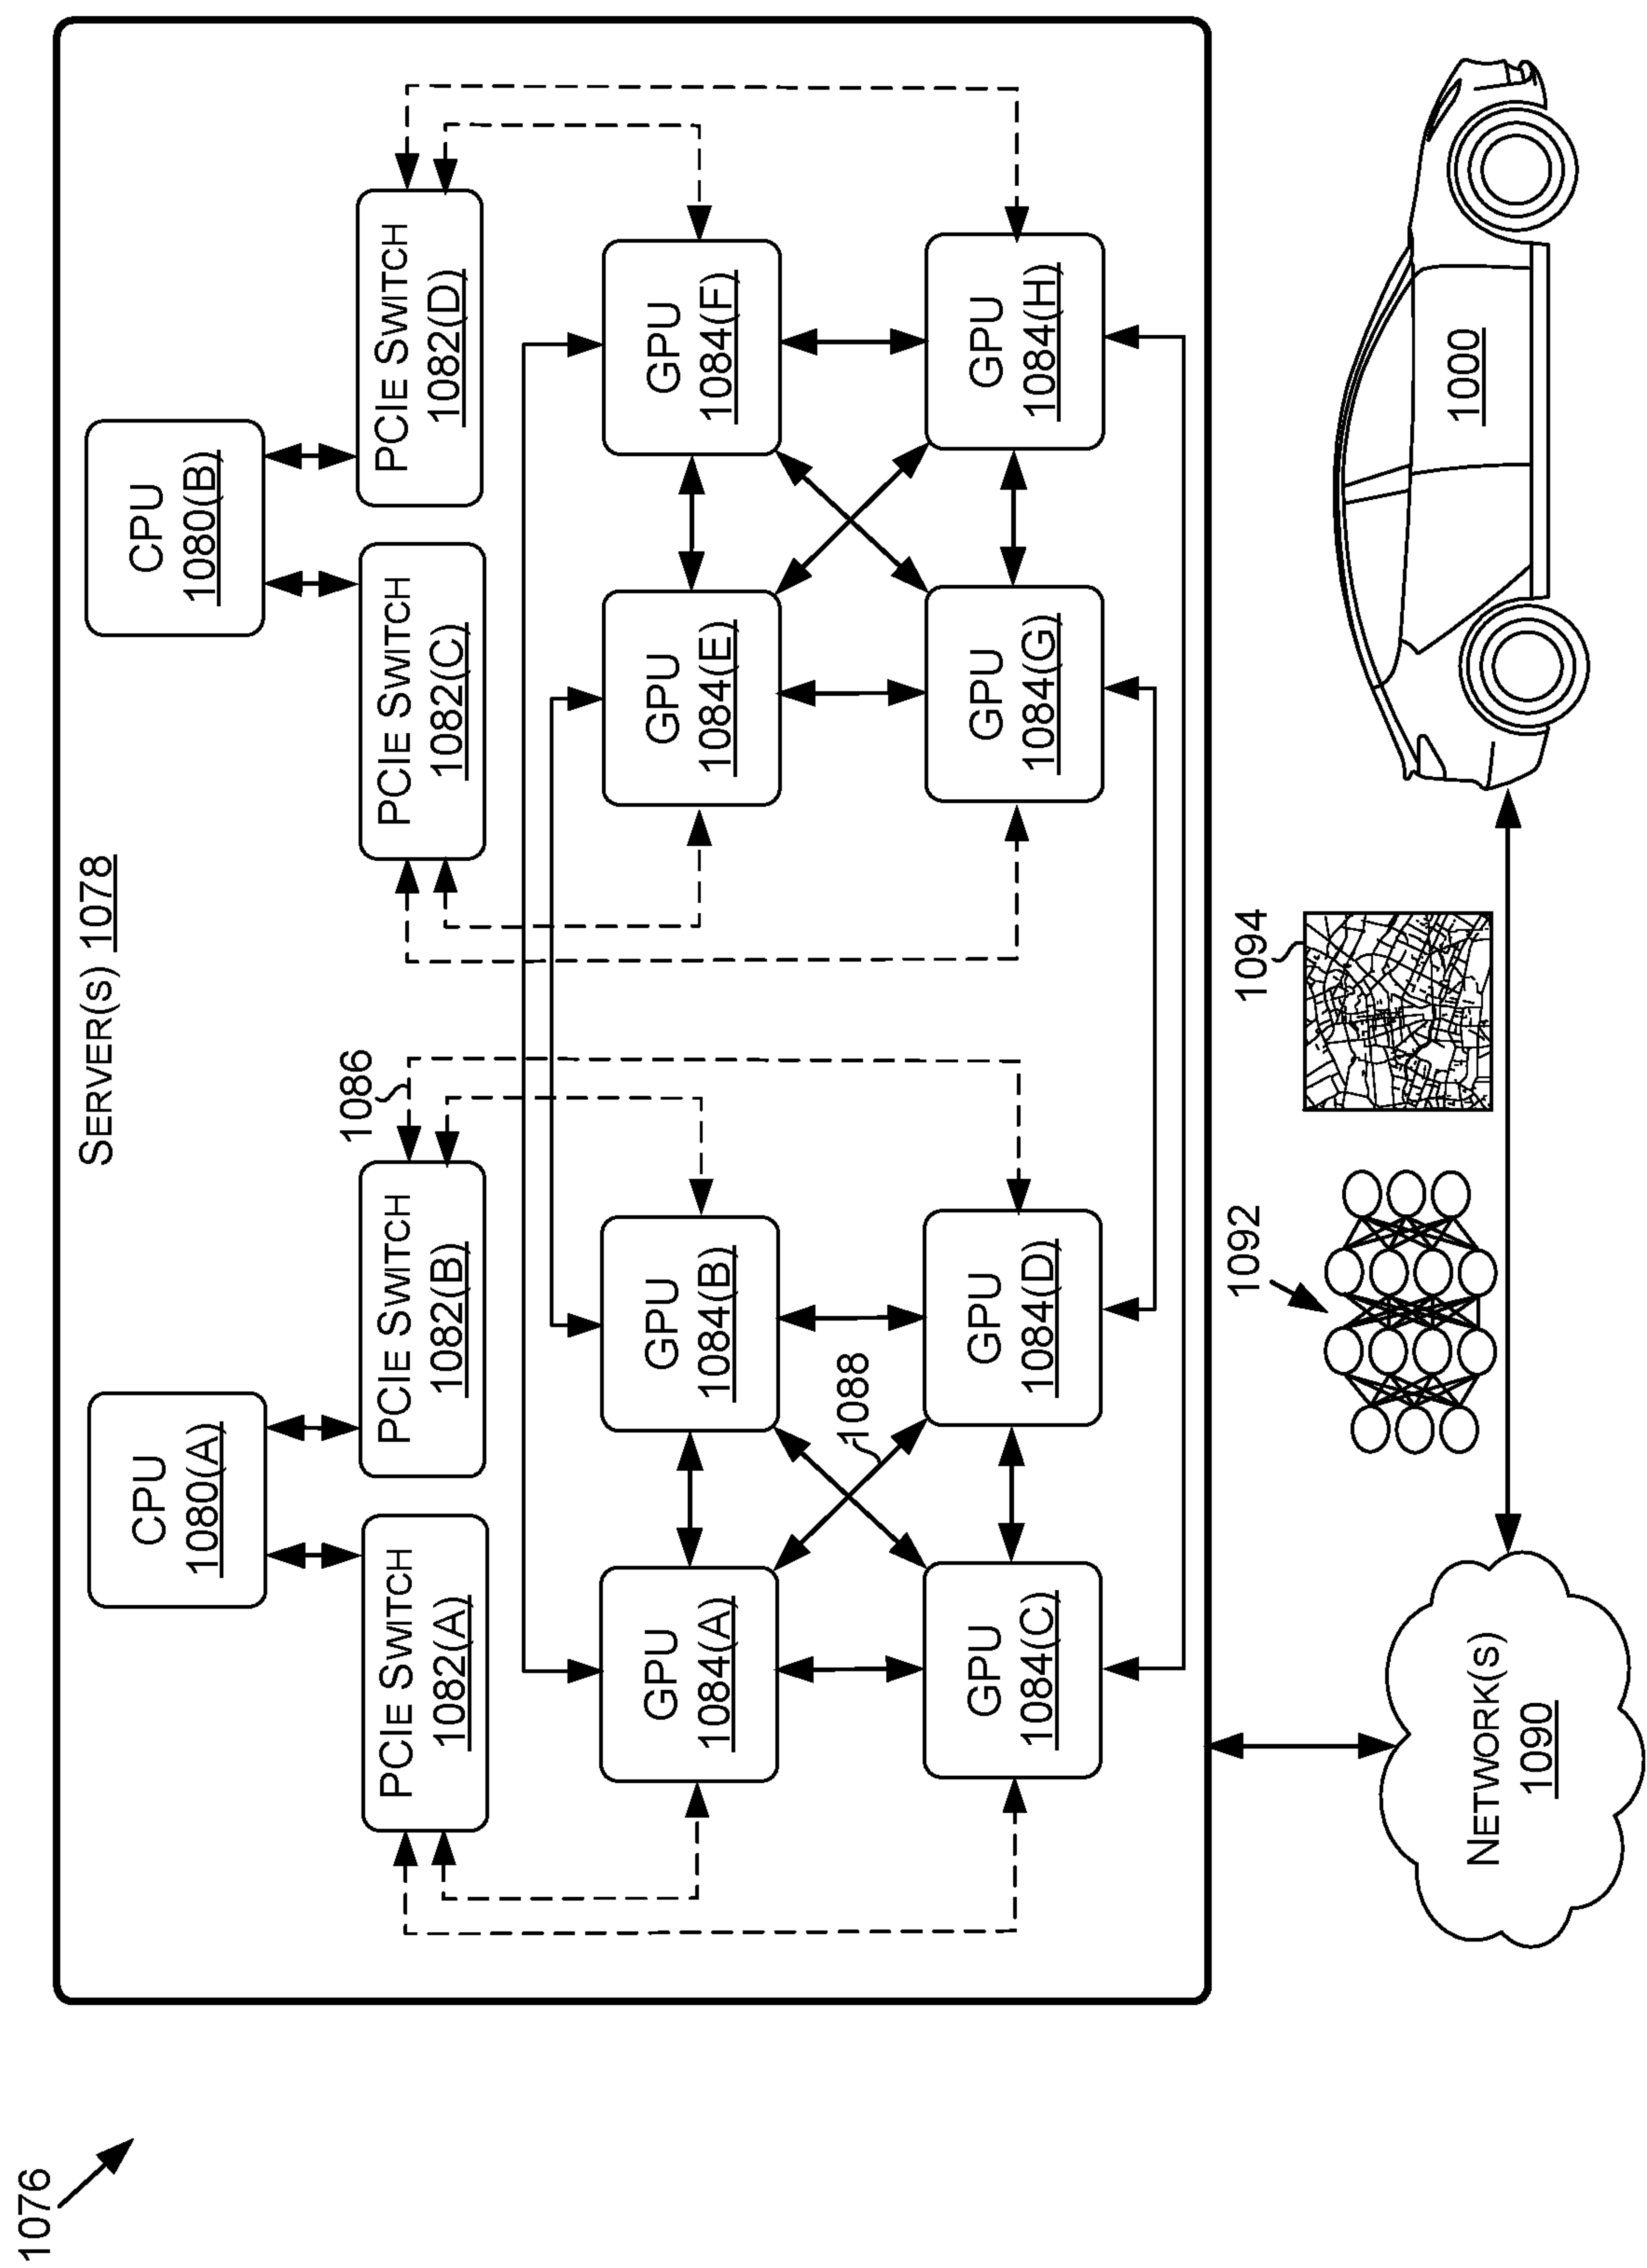 1076
SERVER(S) 1078
CPU
1080(A)
CPU
1080(B)
PCIE SWITCH
1082(A)
PCIE SWITCH
1082(B)
1086
PCIE SWITCH
1082(C)
PCIE SWITCH
1082(D)
GPU
1084(A)
GPU
1084(B)
GPU
1084(E)
GPU
1084(F)
1088
GPU
1084(C)
GPU
1084(D)
GPU
1084(G)
GPU
1084(H)
NETWORK(S)
1090
1092
1094
1000